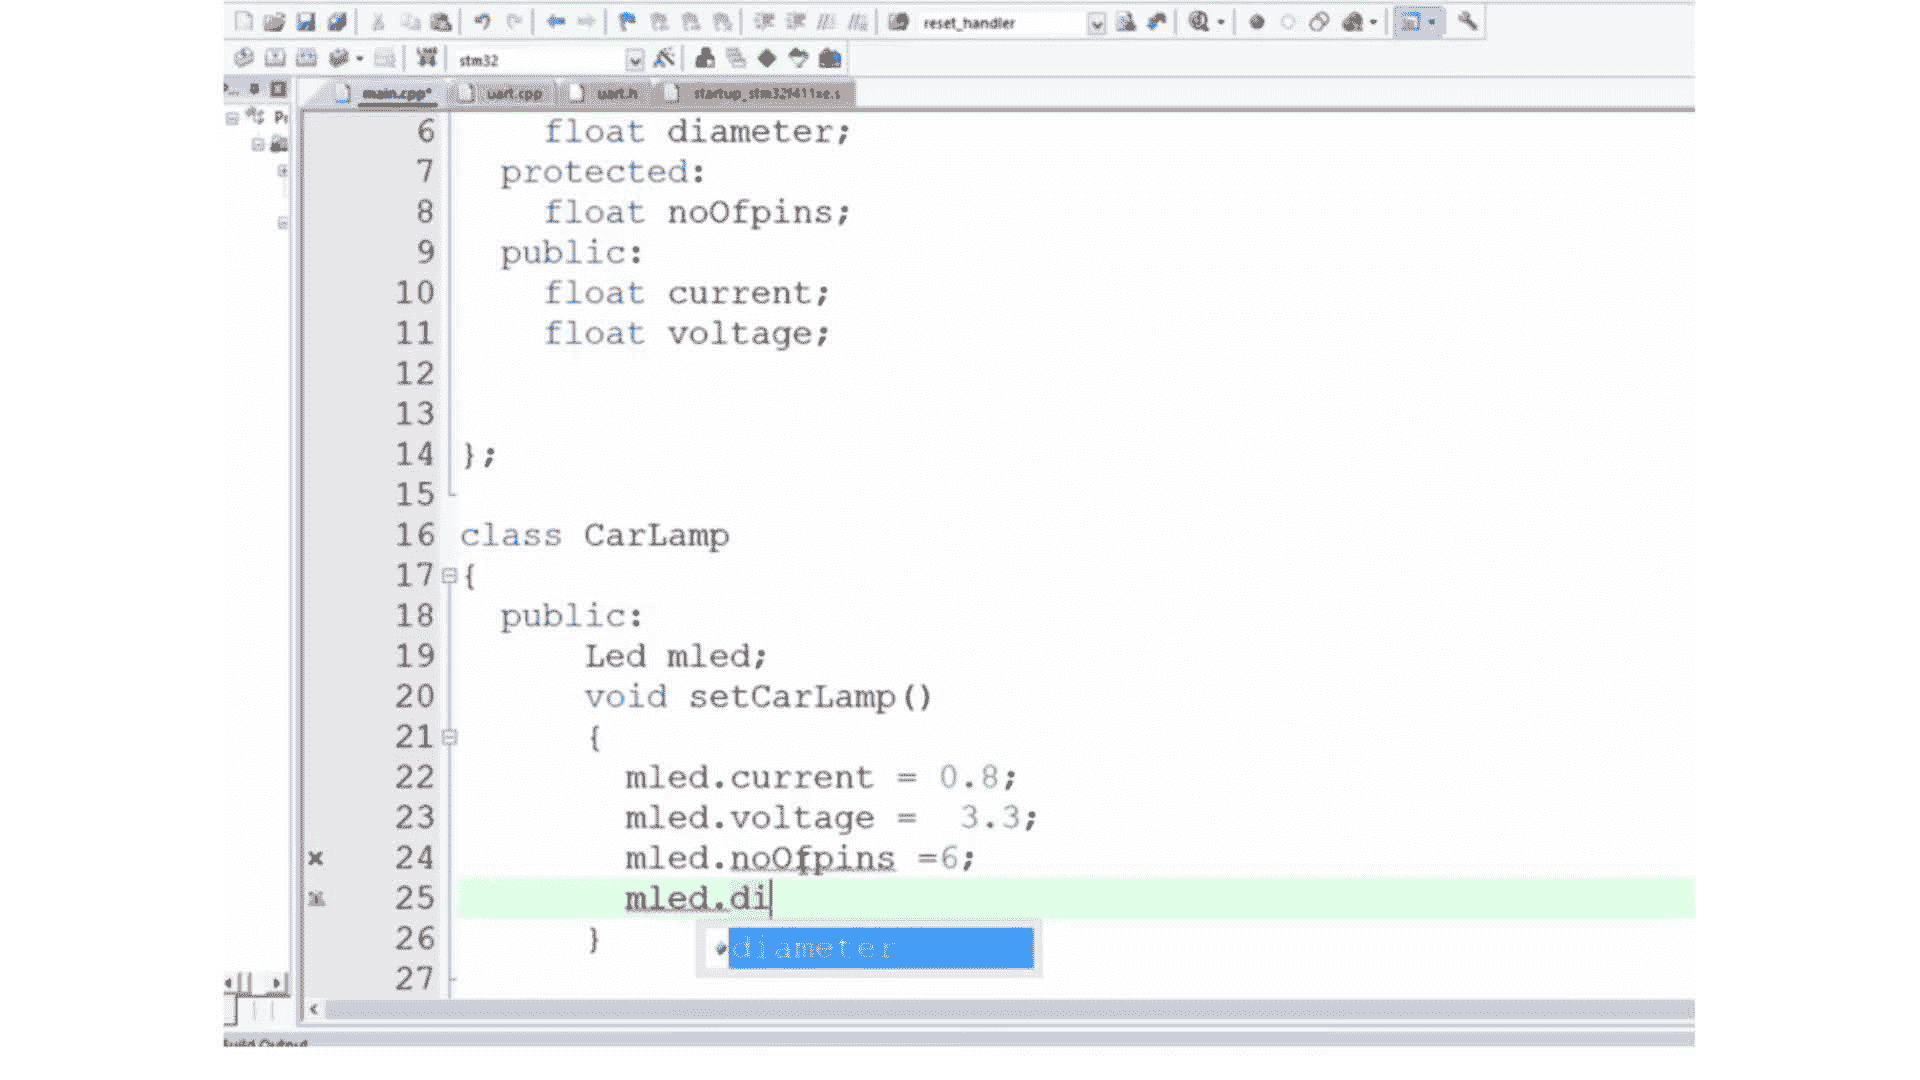 reset_handler
stm32
main.cpp* uart.cpp uart.h startup_stm32f411xe.s
6 float diameter;
7 protected:
8 float noOfpins;
9 public:
10 float current;
11 float voltage;
12
13
14 };
15
16 class CarLamp
17 {
18 public:
19 Led mled;
20 void setCarLamp()
21 {
22 mled.current = 0.8;
23 mled.voltage =  3.3;
24 mled.noOfpins =6;
25 mled.di
diameter
26 }
27
Build Output